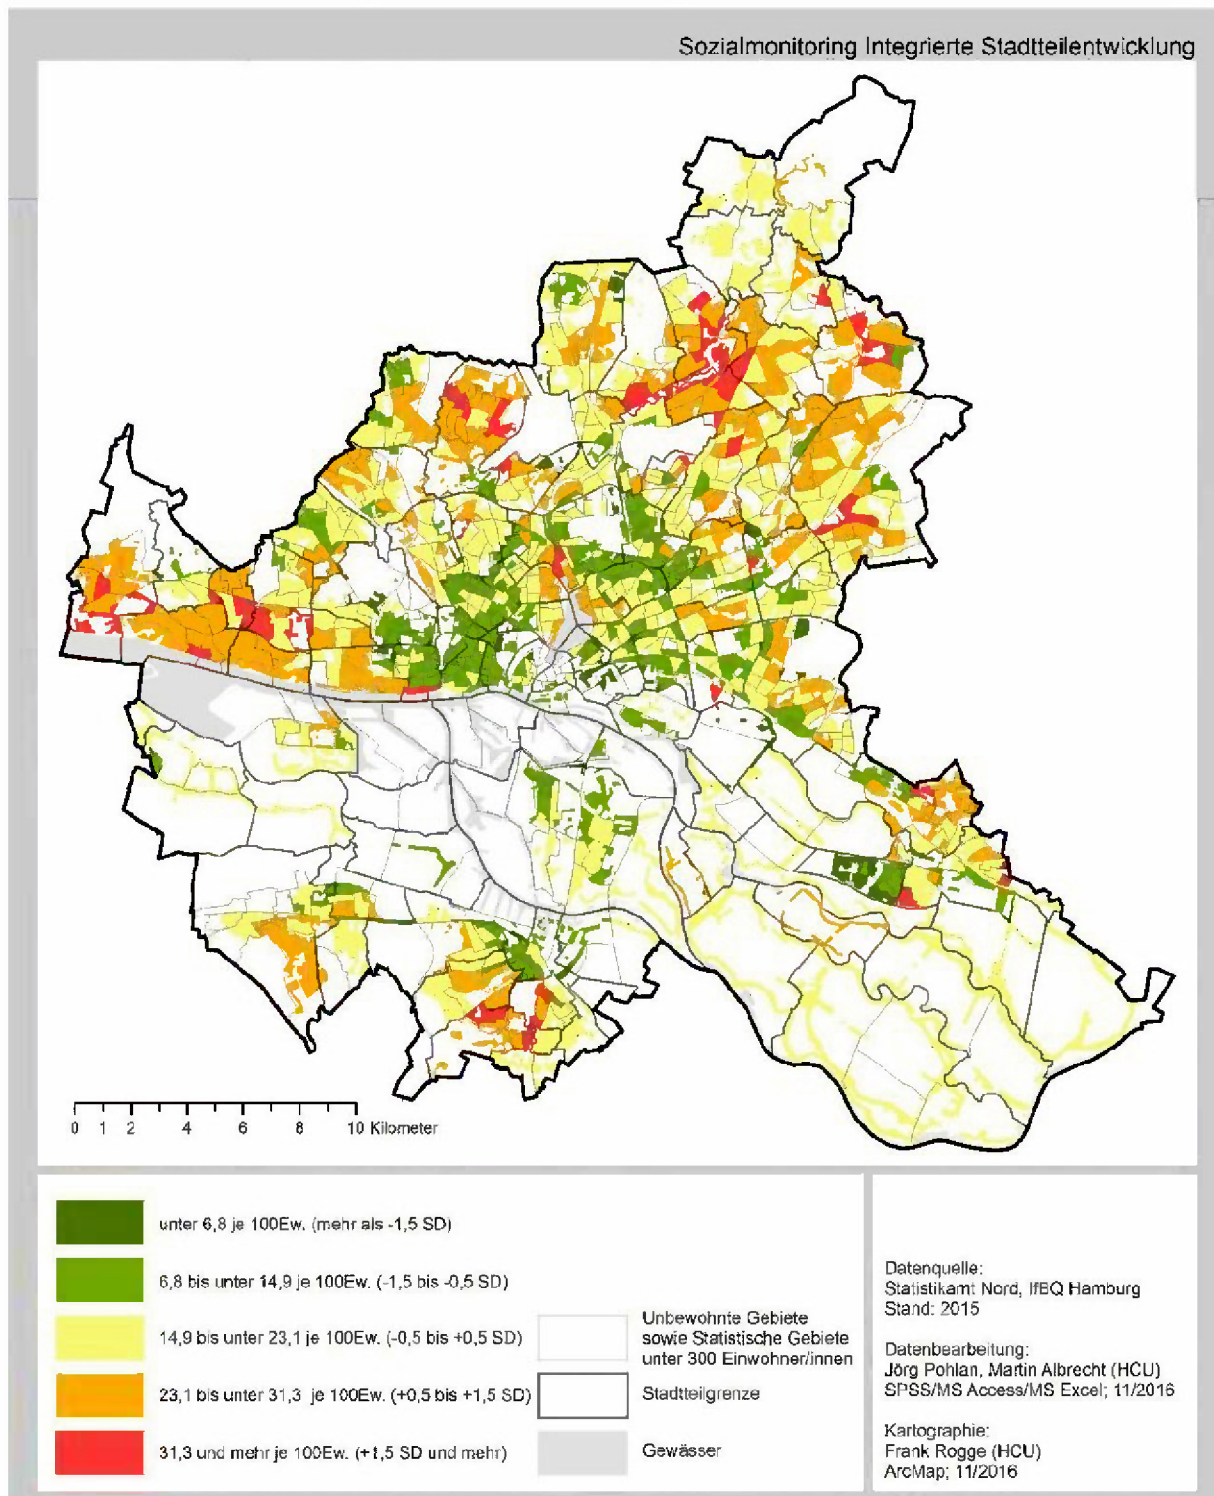 Sozialmonitoring Integrierte Stadtteilentwicklung
0 1 2 4 6 8 10 Kilometer
unter 6,8 je 100Ew. (mehr als -1,5 SD)
6,8 bis unter 14,9 je 100Ew. (-1,5 bis -0,5 SD)
14,9 bis unter 23,1 je 100Ew. (-0,5 bis +0,5 SD)
23,1 bis unter 31,3 je 100Ew. (+0,5 bis +1,5 SD)
31,3 und mehr je 100Ew. (+1,5 SD und mehr)
Unbewohnte Gebiete
sowie Statistische Gebiete
unter 300 Einwohner/innen
Stadtteilgrenze
Gewässer
Datenquelle:
Statistikamt Nord, IfBQ Hamburg
Stand: 2015
Datenbearbeitung:
Jörg Pohlan, Martin Albrecht (HCU)
SPSS/MS Access/MS Excel; 11/2016
Kartographie:
Frank Rogge (HCU)
ArcMap; 11/2016